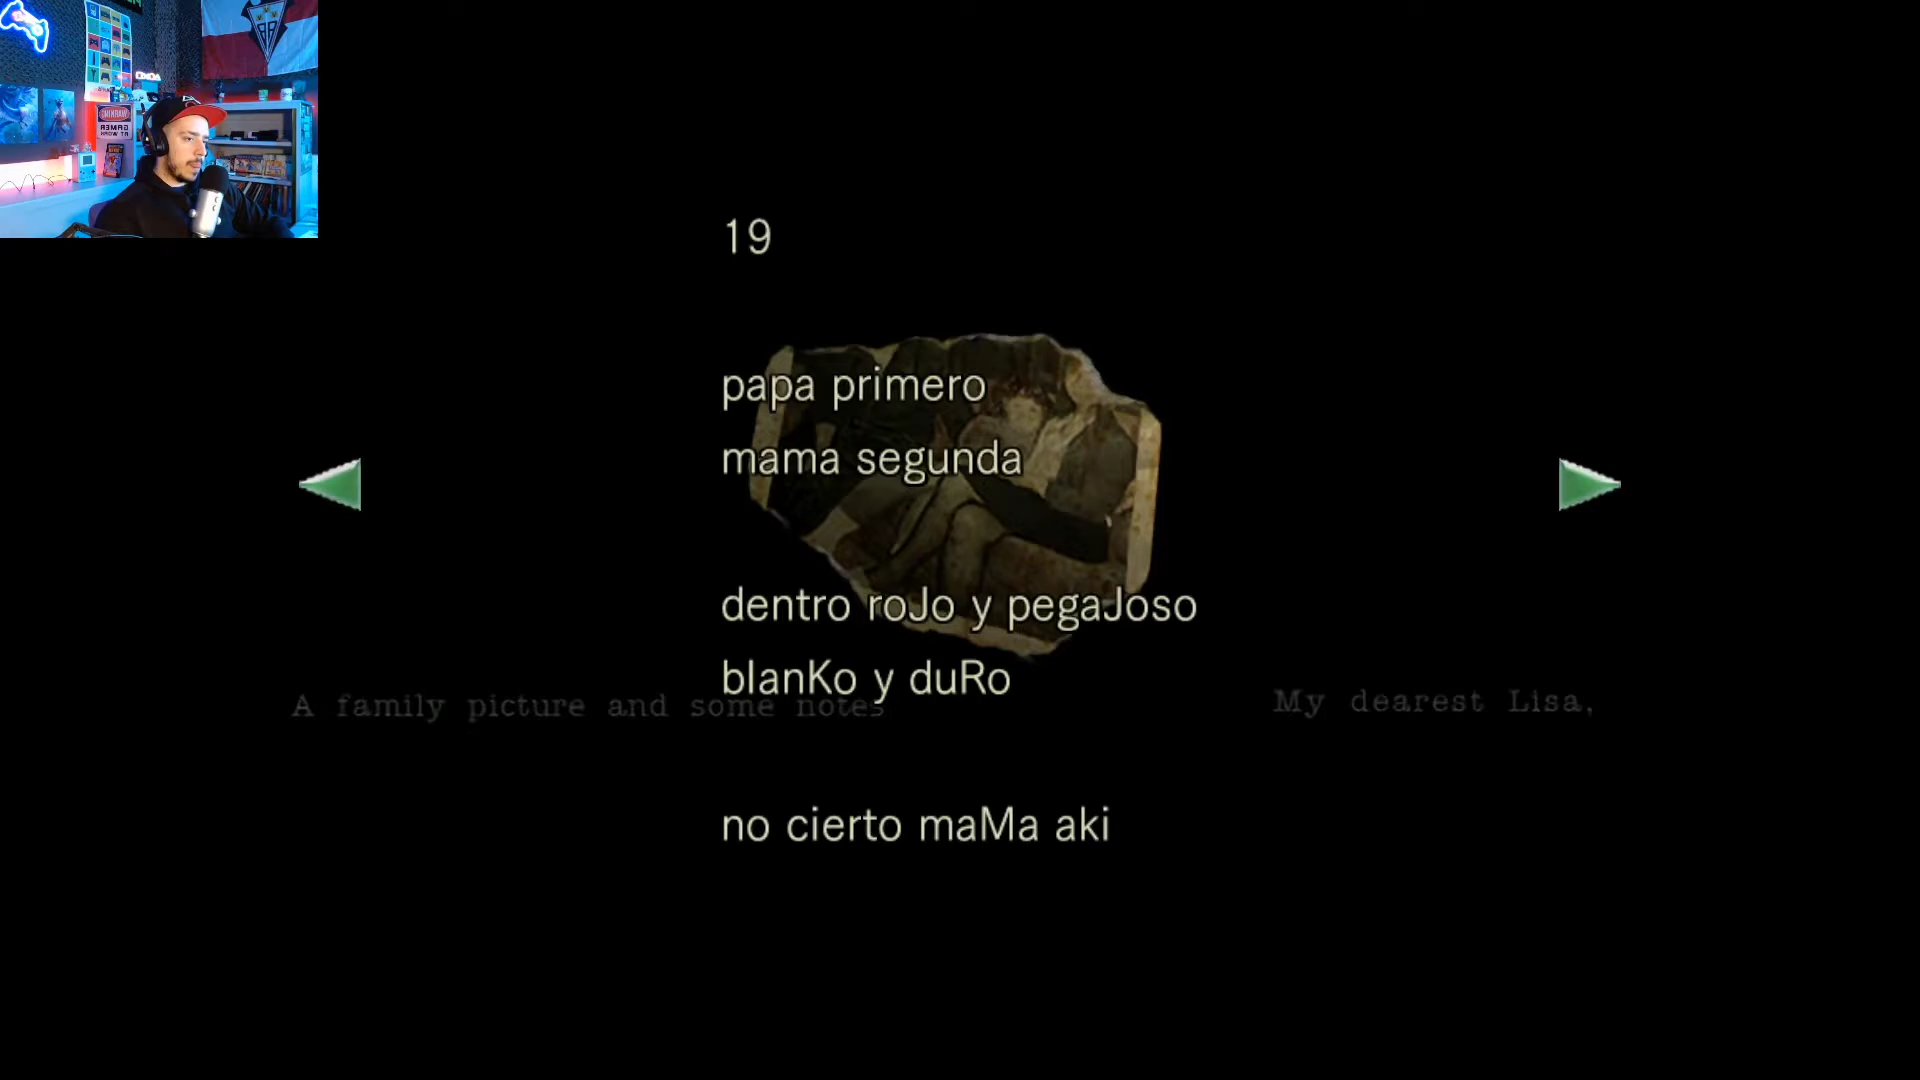 19
papa primero
mama segunda
dentro roJo y pegaJoso
blanKo y duRo
A family picture and some notes
My dearest Lisa,
no cierto maMa aki